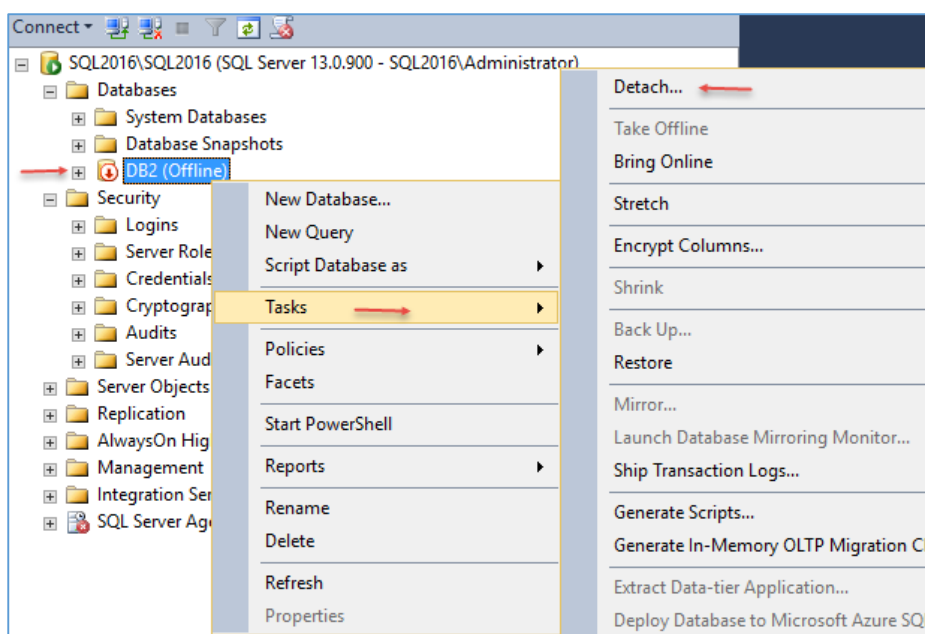 Connect
SQL2016\SQL2016 (SQL Server 13.0.900 - SQL2016\Administrator)
Databases
System Databases
Database Snapshots
DB2 (Offline)
Security
Logins
Server Role
Credentials
Cryptograp
Audits
Server Aud
Server Objects
Replication
AlwaysOn Hig
Management
Integration Ser
SQL Server Age
New Database...
New Query
Script Database as
Tasks
Policies
Facets
Start PowerShell
Reports
Rename
Delete
Refresh
Properties
Detach...
Take Offline
Bring Online
Stretch
Encrypt Columns...
Shrink
Back Up...
Restore
Mirror...
Launch Database Mirroring Monitor...
Ship Transaction Logs...
Generate Scripts...
Generate In-Memory OLTP Migration C
Extract Data-tier Application...
Deploy Database to Microsoft Azure SQ